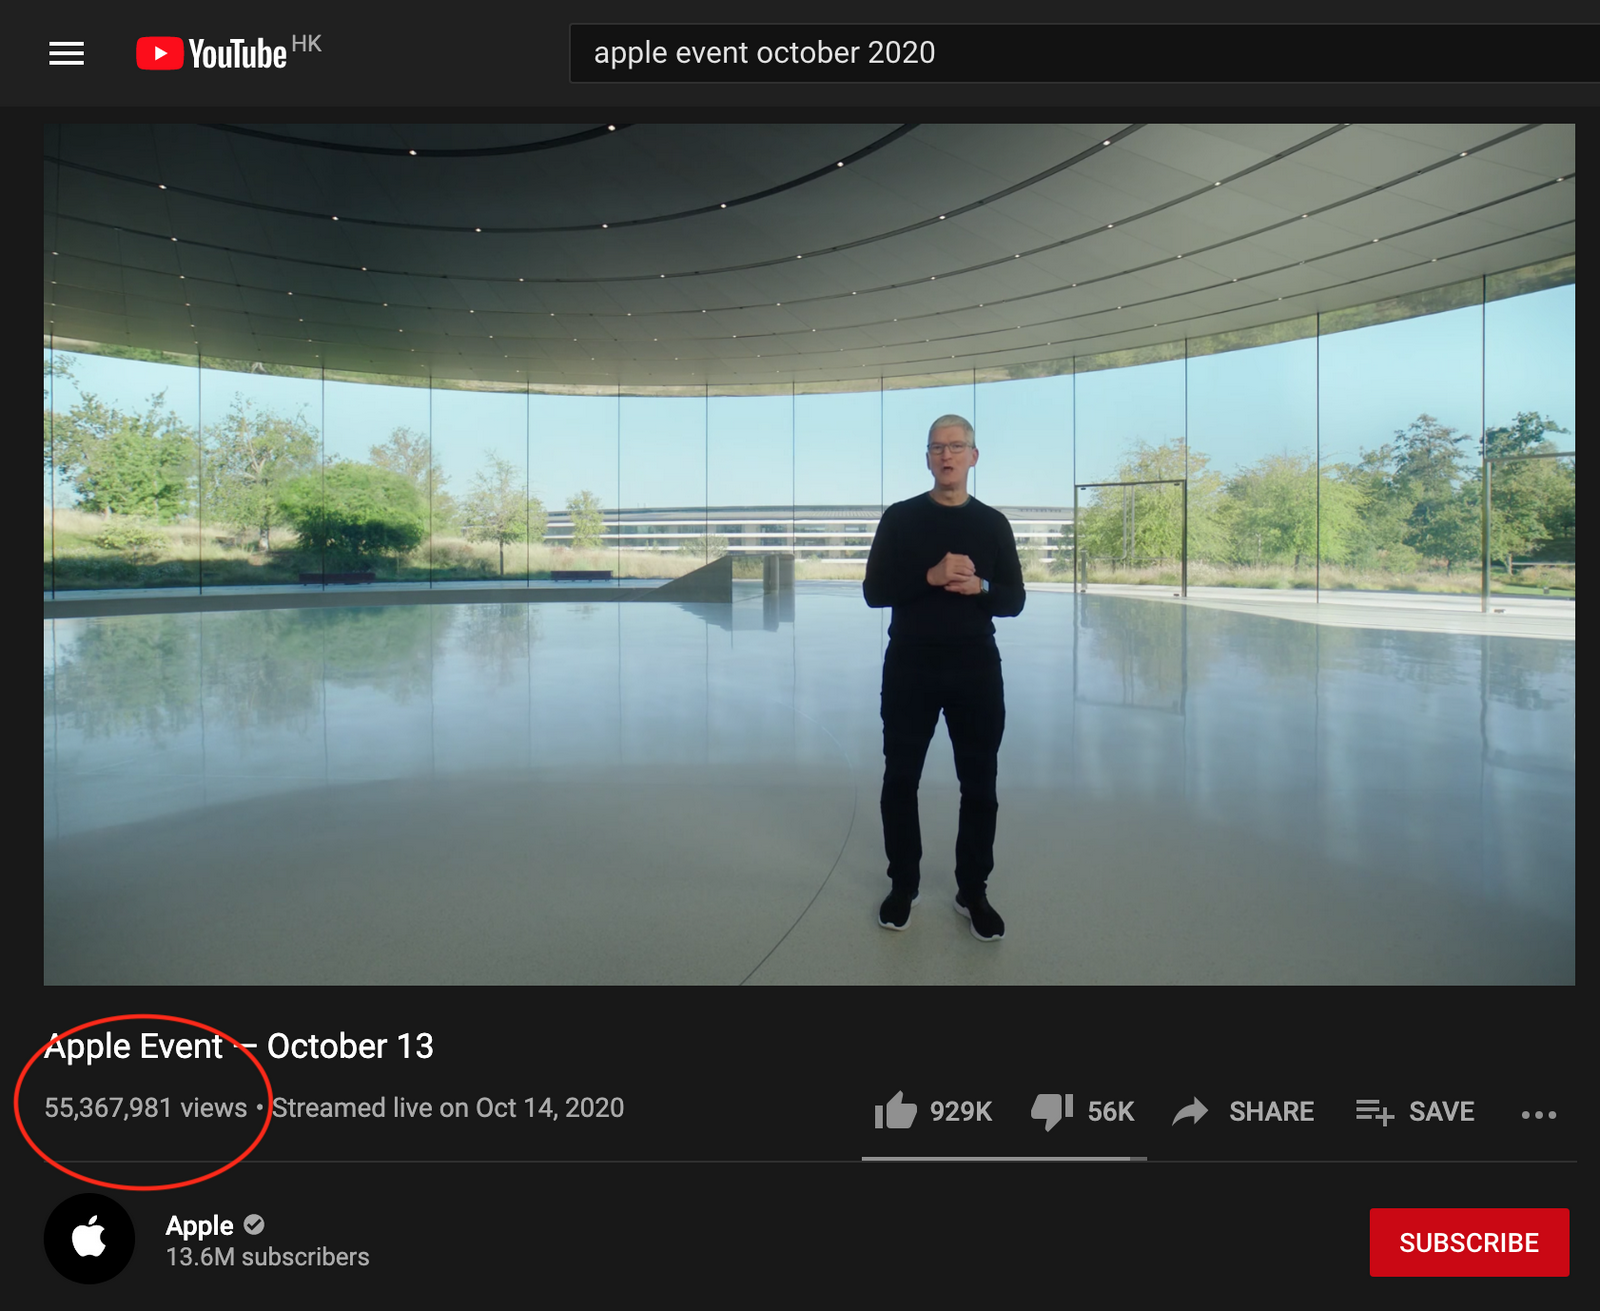 YouTube HK
apple event october 2020
Apple Event — October 13
55,367,981 views • Streamed live on Oct 14, 2020
929K
56K
SHARE
SAVE
Apple
13.6M subscribers
SUBSCRIBE